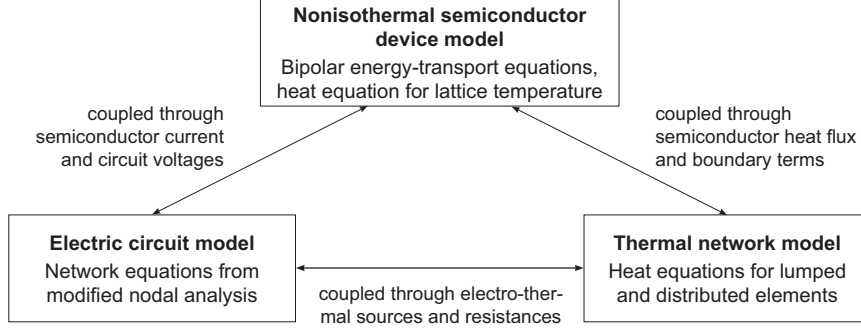 Nonisothermal semiconductor
device model
Bipolar energy-transport equations,
heat equation for lattice temperature
coupled through
semiconductor current
and circuit voltages
coupled through
semiconductor heat flux
and boundary terms
Electric circuit model
Network equations from
modified nodal analysis
coupled through electro-ther-
mal sources and resistances
Thermal network model
Heat equations for lumped
and distributed elements